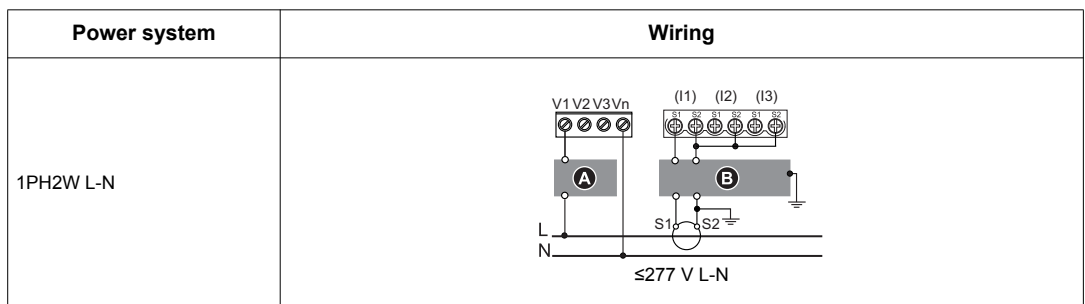 Power system
Wiring
1PH2W L-N
V1 V2 V3 Vn
(I1) (I2) (I3)
S1 S2 S1 S2 S1 S2
A
B
S1 S2
L
N
≤277 V L-N